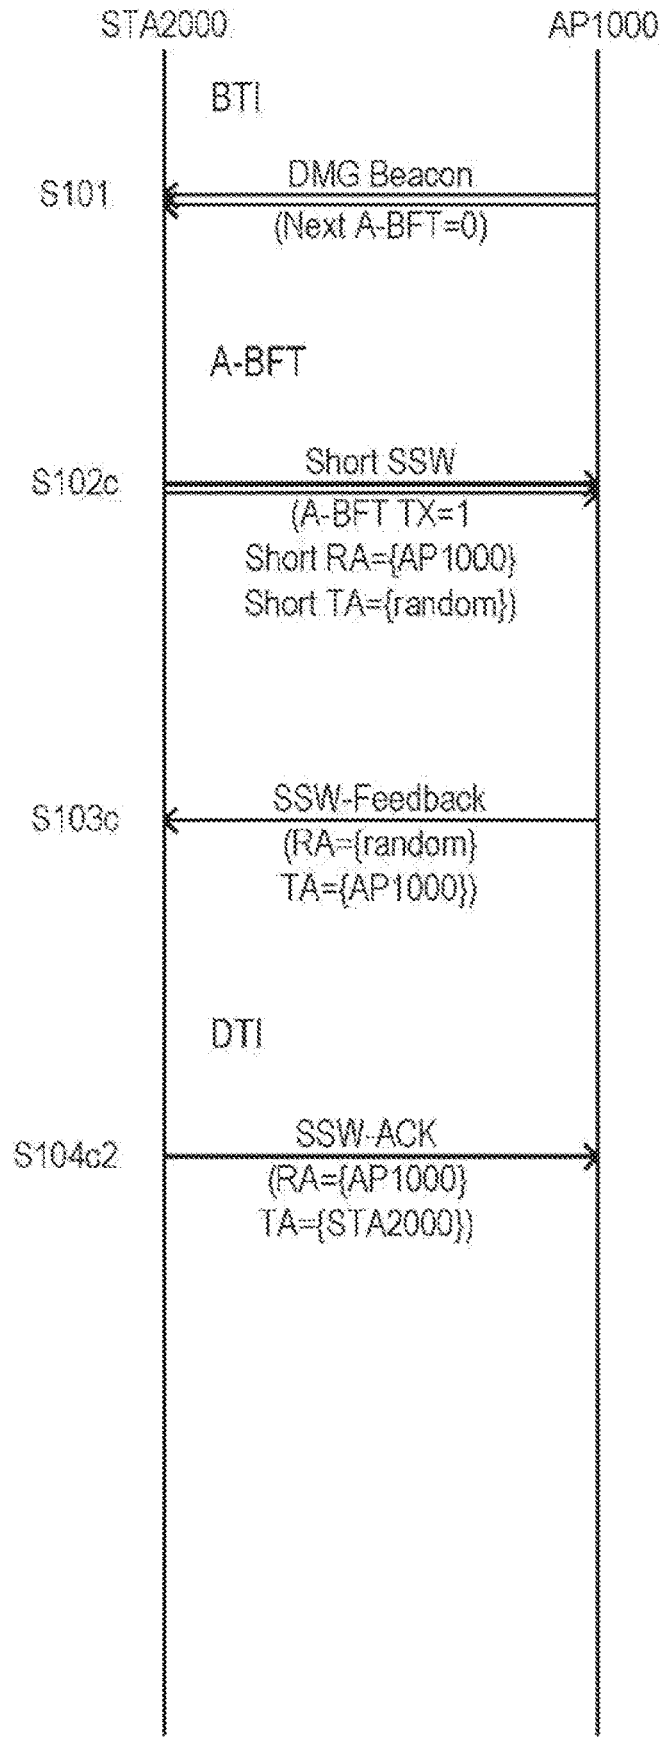 STA2000 AP1000
BTI
S101 DMG Beacon
(Next A-BFT=0)
A-BFT
S102c Short SSW
(A-BFT TX=1
Short RA={AP1000}
Short TA={random})
S103c SSW-Feedback
(RA={random}
TA={AP1000})
DTI
S104c2 SSW-ACK
(RA={AP1000}
TA={STA2000})